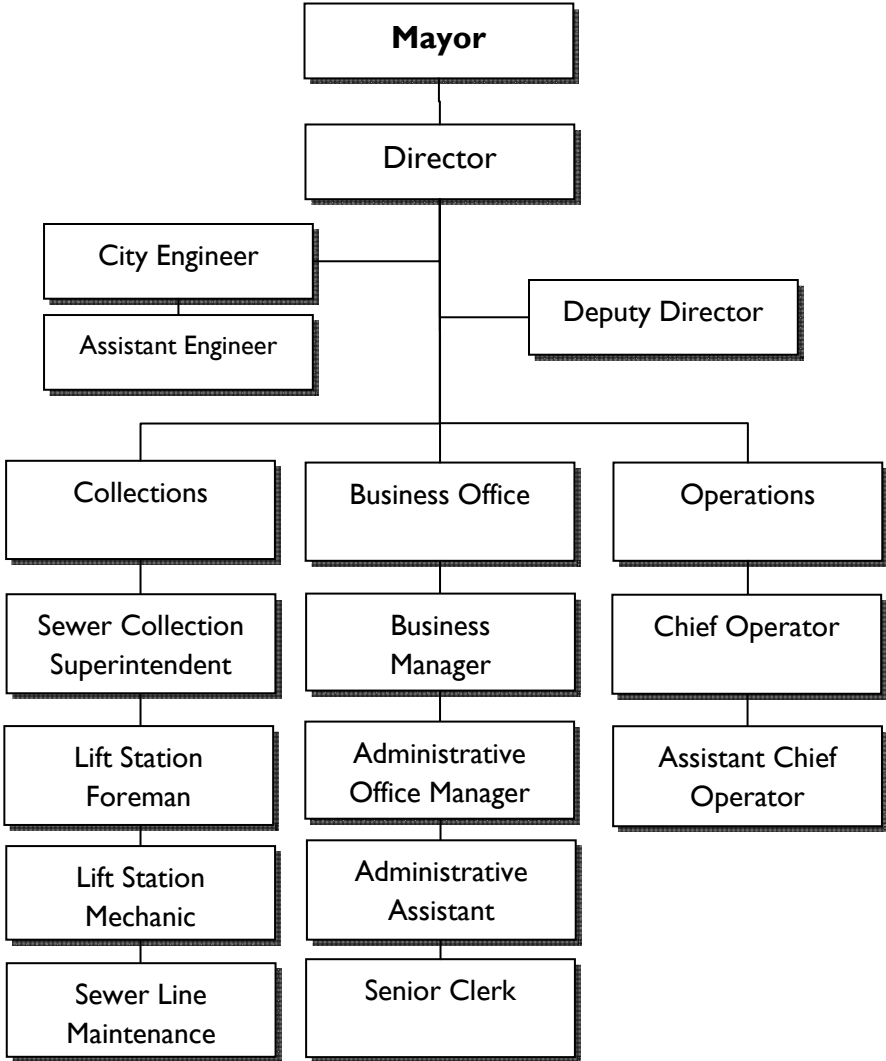 Mayor
Director
City Engineer
Assistant Engineer
Deputy Director
Collections
Sewer Collection
Superintendent
Lift Station
Foreman
Lift Station
Mechanic
Sewer Line
Maintenance
Business Office
Business
Manager
Administrative
Office Manager
Administrative
Assistant
Senior Clerk
Operations
Chief Operator
Assistant Chief
Operator